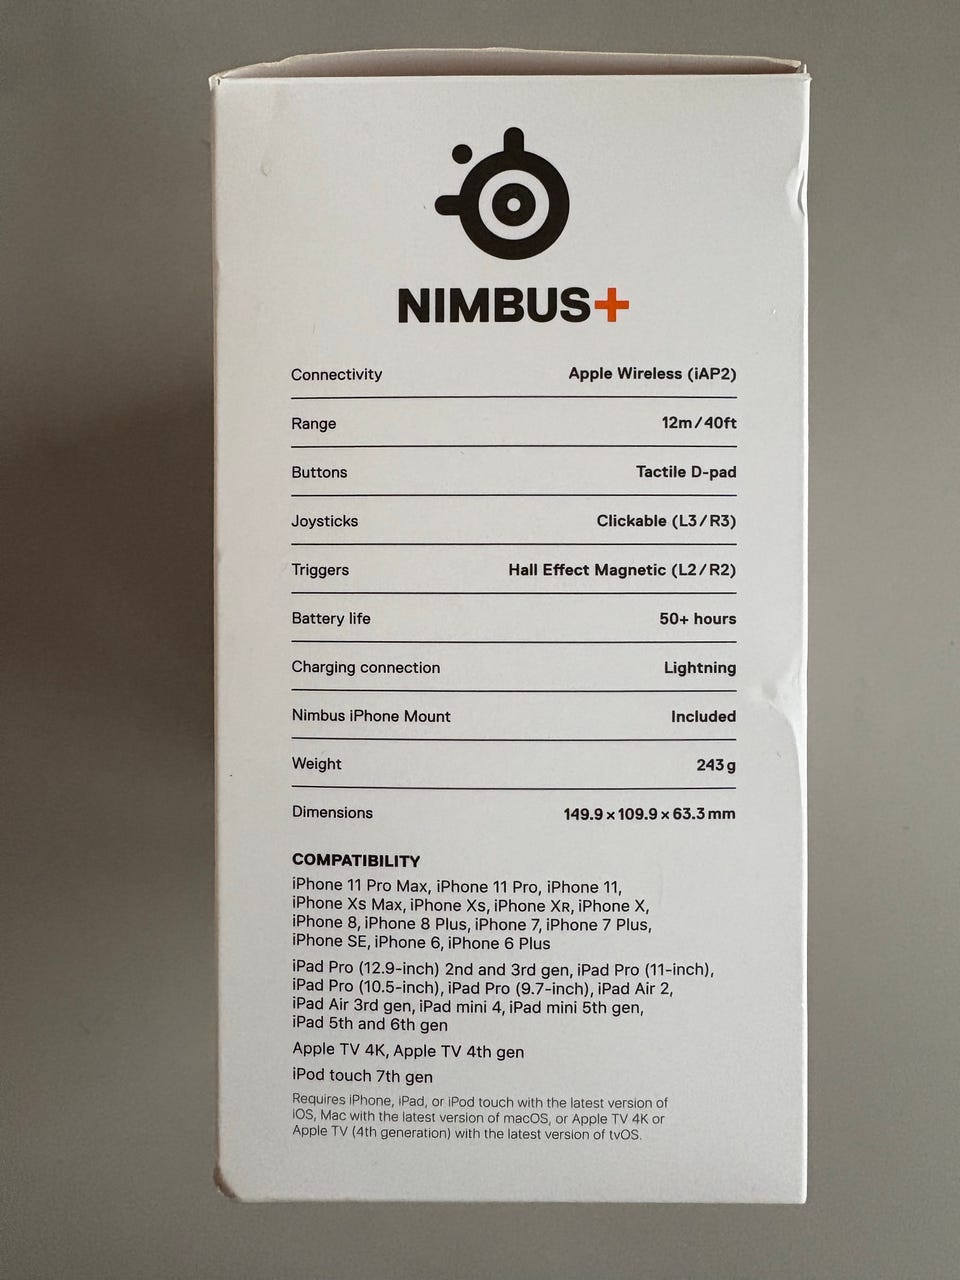 NIMBUS+
Connectivity Apple Wireless (iAP2)
Range 12m/40ft
Buttons Tactile D-pad
Joysticks Clickable (L3/R3)
Triggers Hall Effect Magnetic (L2/R2)
Battery life 50+ hours
Charging connection Lightning
Nimbus iPhone Mount Included
Weight 243g
Dimensions 149.9×109.9×63.3mm
COMPATIBILITY
iPhone 11 Pro Max, iPhone 11 Pro, iPhone 11,
iPhone Xs Max, iPhone Xs, iPhone XR, iPhone X,
iPhone 8, iPhone 8 Plus, iPhone 7, iPhone 7 Plus,
iPhone SE, iPhone 6, iPhone 6 Plus
iPad Pro (12.9-inch) 2nd and 3rd gen, iPad Pro (11-inch),
iPad Pro (10.5-inch), iPad Pro (9.7-inch), iPad Air 2,
iPad Air 3rd gen, iPad mini 4, iPad mini 5th gen,
iPad 5th and 6th gen
Apple TV 4K, Apple TV 4th gen
iPod touch 7th gen
Requires iPhone, iPad, or iPod touch with the latest version of
iOS, Mac with the latest version of macOS, or Apple TV 4K or
Apple TV (4th generation) with the latest version of tvOS.